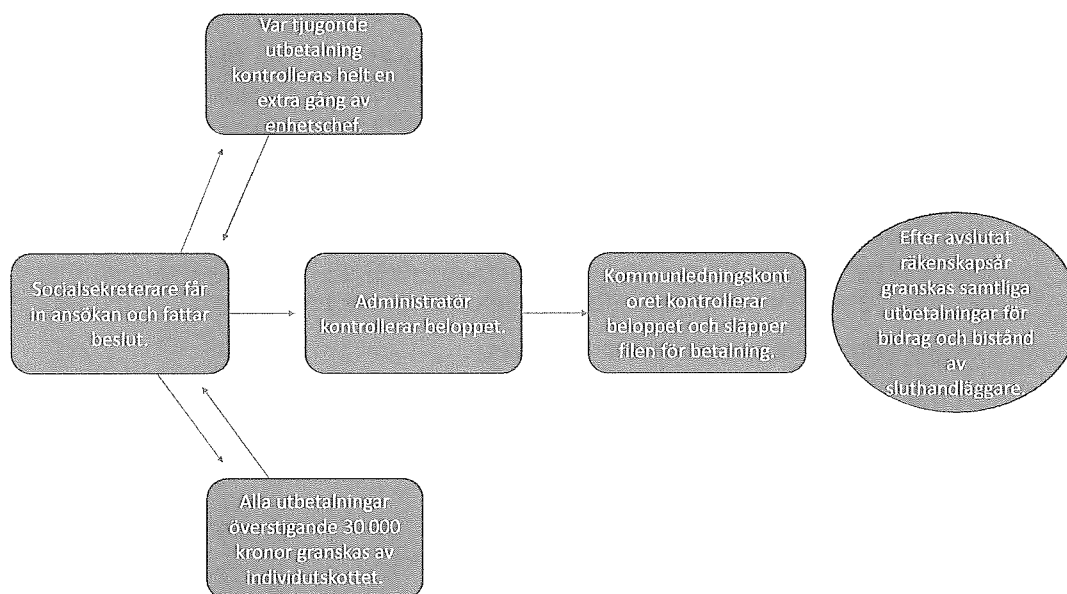 Var tjugonde
utbetalning
kontrolleras helt en
extra gång av
enhetschef.
Socialsekreterare får
in ansökan och fattar
beslut.
Administratör
kontrollerar beloppet.
Kommunledningskont
oret kontrollerar
beloppet och släpper
filen för betalning.
Efter avslutat
räkenskapsår
granskas samtliga
utbetalningar för
bidrag och bistånd
av
sluthandläggare.
Alla utbetalningar
överstigande 30 000
kronor granskas av
individutskottet.